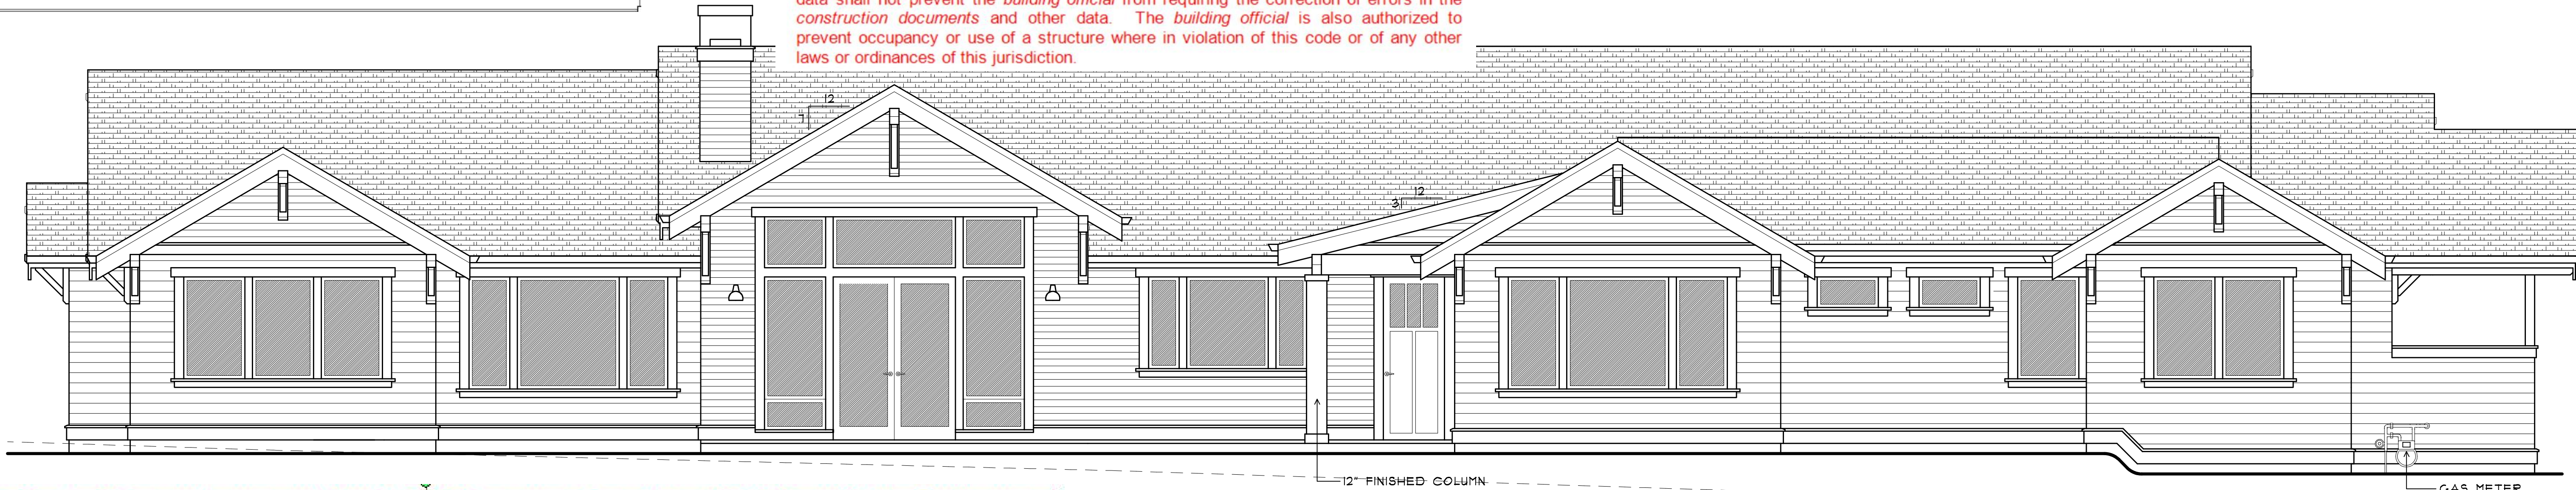 data shall not prevent the building official from requiring the correction of errors in the
construction documents and other data. The building official is also authorized to
prevent occupancy or use of a structure where in violation of this code or of any other
laws or ordinances of this jurisdiction.
12
7
12
3
12" FINISHED COLUMN
GAS METER